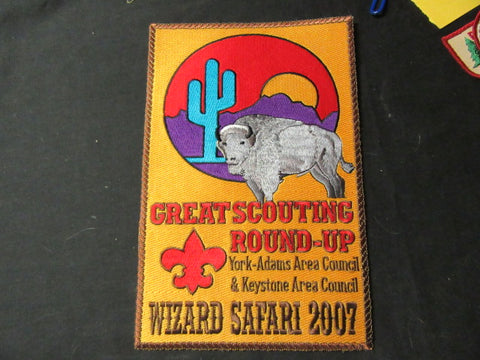 GREAT SCOUTING
ROUND-UP
York-Adams Area Council
& Keystone Area Council
WIZARD SAFARI 2007